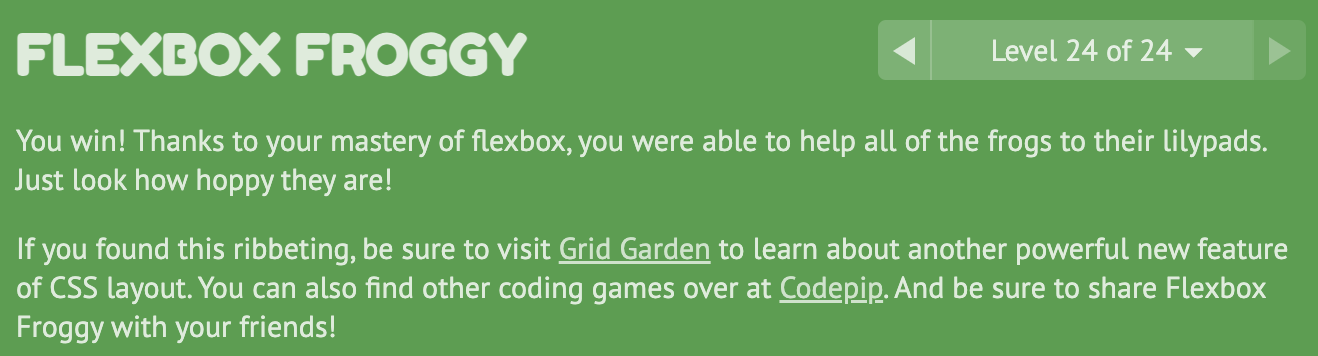 FLEXBOX FROGGY
Level 24 of 24
You win! Thanks to your mastery of flexbox, you were able to help all of the frogs to their lilypads.
Just look how hoppy they are!
If you found this ribbeting, be sure to visit Grid Garden to learn about another powerful new feature
of CSS layout. You can also find other coding games over at Codepip. And be sure to share Flexbox
Froggy with your friends!